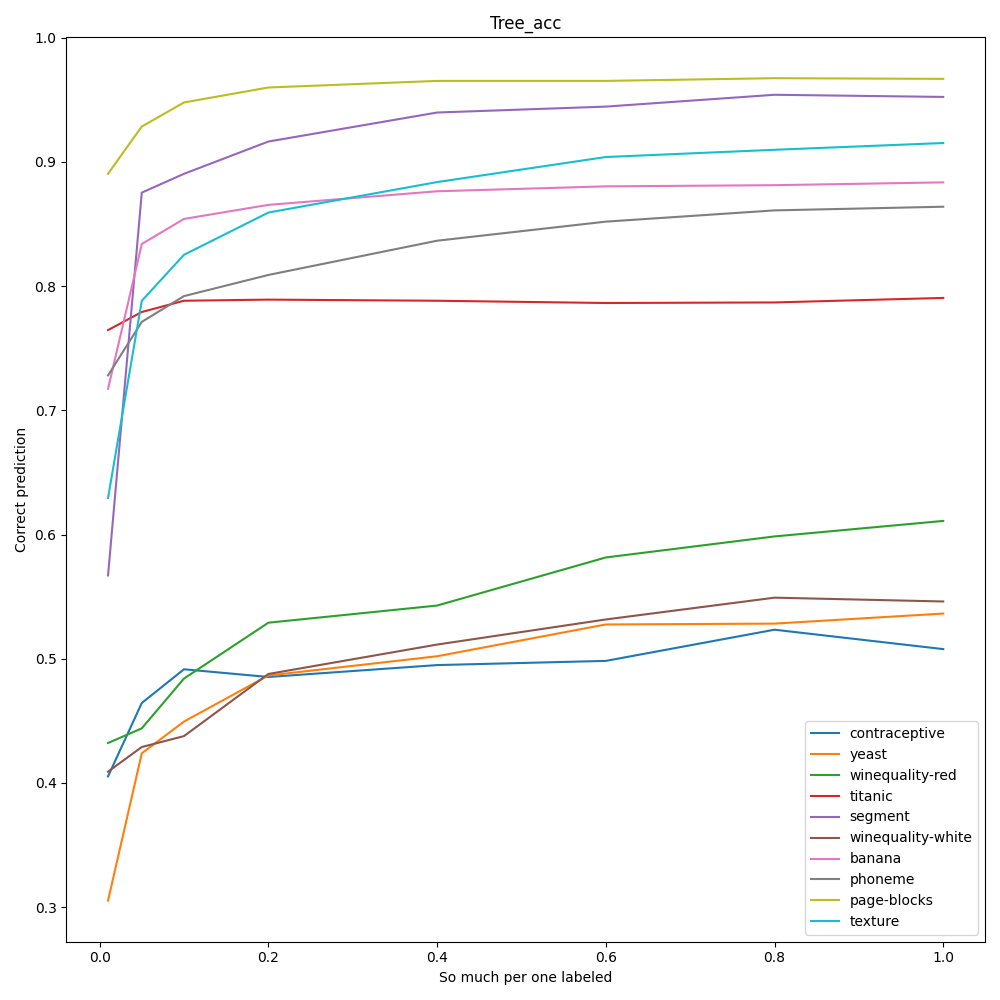 Tree_acc
1.0
0.9
0.8
0.7
0.6
0.5
0.4
0.3
Correct prediction
contraceptive
yeast
winequality-red
titanic
segment
winequality-white
banana
phoneme
page-blocks
texture
0.0 0.2 0.4 0.6 0.8 1.0
So much per one labeled